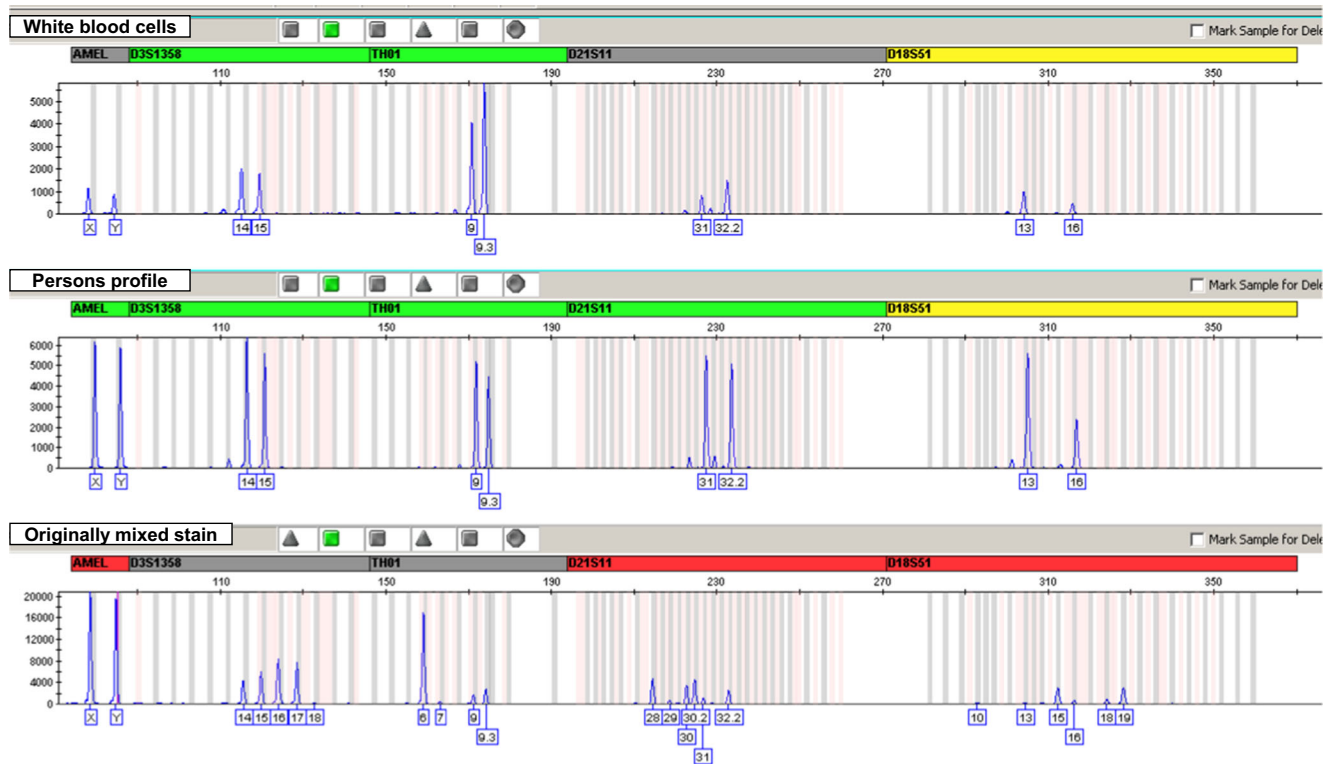 White blood cells
Mark Sample for Dele
AMEL D3S1358 TH01 D21S11 D18S51
110 150 190 230 270 310 350
5000
4000
3000
2000
1000
0
X Y 14 15 9 31 32.2 13 16
9.3
Persons profile
Mark Sample for Dele
AMEL D3S1358 TH01 D21S11 D18S51
110 150 190 230 270 310 350
6000
5000
4000
3000
2000
1000
0
X Y 14 15 9 31 32.2 13 16
9.3
Originally mixed stain
Mark Sample for Dele
AMEL D3S1358 TH01 D21S11 D18S51
110 150 190 230 270 310 350
20000
16000
12000
8000
4000
0
X Y 14 15 16 17 18 6 7 9 28 29 30.2 32.2 10 13 15 18 19
9.3 30 16
31